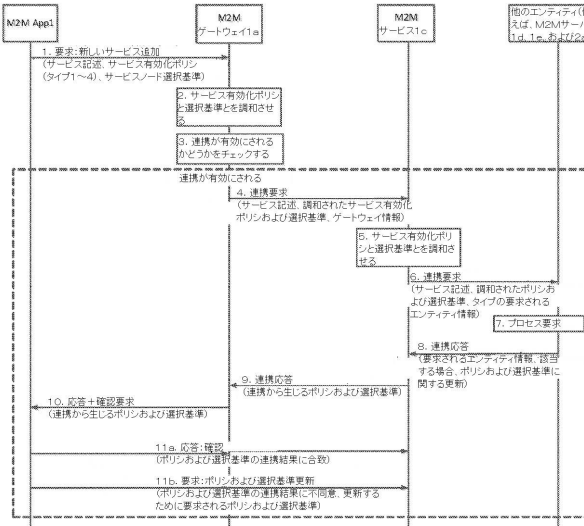 M2M App1
M2M
ゲートウェイ1a
M2M
サービス1c
他のエンティティ(例
えば、M2Mサーバ
1d, 1e, および2c
1. 要求:新しいサービス追加
(サービス記述、サービス有効化ポリシ
(タイプ1~4)、サービスノード選択基準)
2. サービス有効化ポリシ
と選択基準とを調和させ
る
3. 連携が有効にされる
かどうかをチェックする
連携が有効にされる
4. 連携要求
(サービス記述、調和されたサービス有効化
ポリシおよび選択基準、ゲートウェイ情報)
5. サービス有効化ポリ
シと選択基準とを調和さ
せる
6. 連携要求
(サービス記述、調和されたポリシお
よび選択基準、タイプの要求される
エンティティ情報)
7. プロセス要求
8. 連携応答
(要求されるエンティティ情報、該当
する場合、ポリシおよび選択基準に
関する更新)
9. 連携応答
(連携から生じるポリシおよび選択基準)
10. 応答+確認要求
(連携から生じるポリシおよび選択基準)
11a. 応答:確認
(ポリシおよび選択基準の連携結果に合致)
11b. 要求:ポリシおよび選択基準更新
(ポリシおよび選択基準の連携結果に不同意、更新する
ために要求されるポリシおよび選択基準)